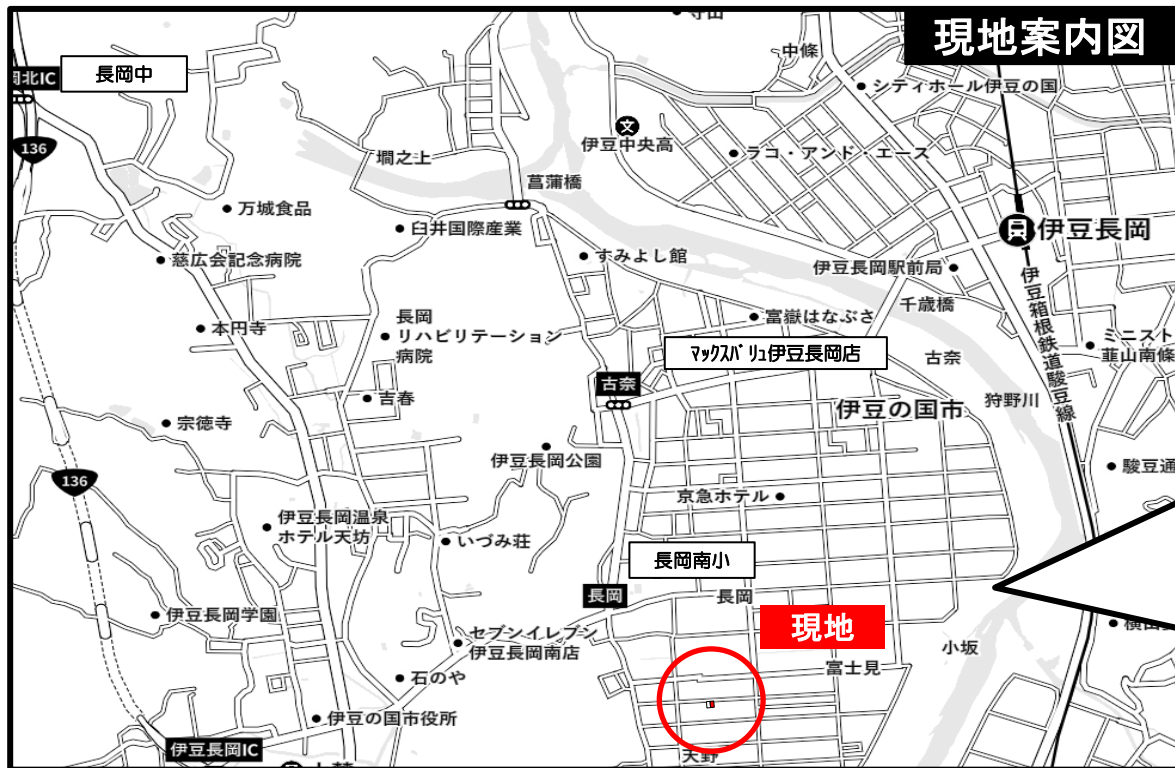 現地案内図
寺田
中條
長岡中
岡北IC
シティホール伊豆の国
136
伊豆中央高
ラコ・アンド・エース
墹之上
菖蒲橋
万城食品
臼井国際産業
伊豆長岡
慈広会記念病院
すみよし館
伊豆長岡駅前局
伊豆箱根鉄道駿豆線
千歳橋
本円寺
長岡
リハビリテーション
病院
富嶽はなぶさ
ミニスト
韮山南條
マックスバリュ伊豆長岡店
古奈
古奈
吉春
伊豆の国市
狩野川
宗徳寺
伊豆長岡公園
駿豆通
136
京急ホテル
伊豆長岡温泉
ホテル天坊
いづみ荘
長岡南小
長岡
長岡
伊豆長岡学園
現地
セブンイレブン
伊豆長岡南店
小坂
富士見
石のや
伊豆の国市役所
伊豆長岡IC
天野